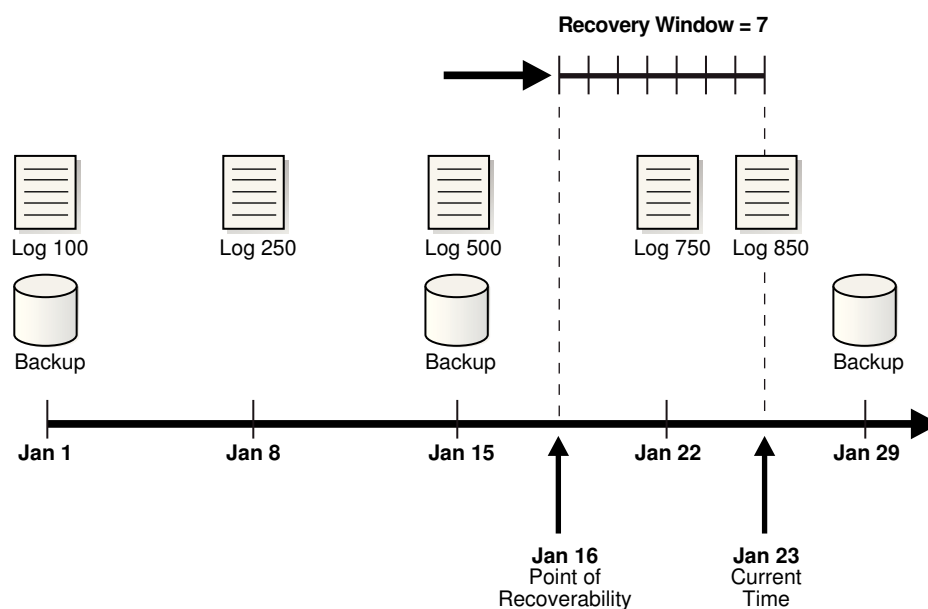 Recovery Window = 7
Log 100
Log 250
Log 500
Log 750
Log 850
Backup
Backup
Backup
Jan 1
Jan 8
Jan 15
Jan 22
Jan 29
Jan 16
Point of
Recoverability
Jan 23
Current
Time